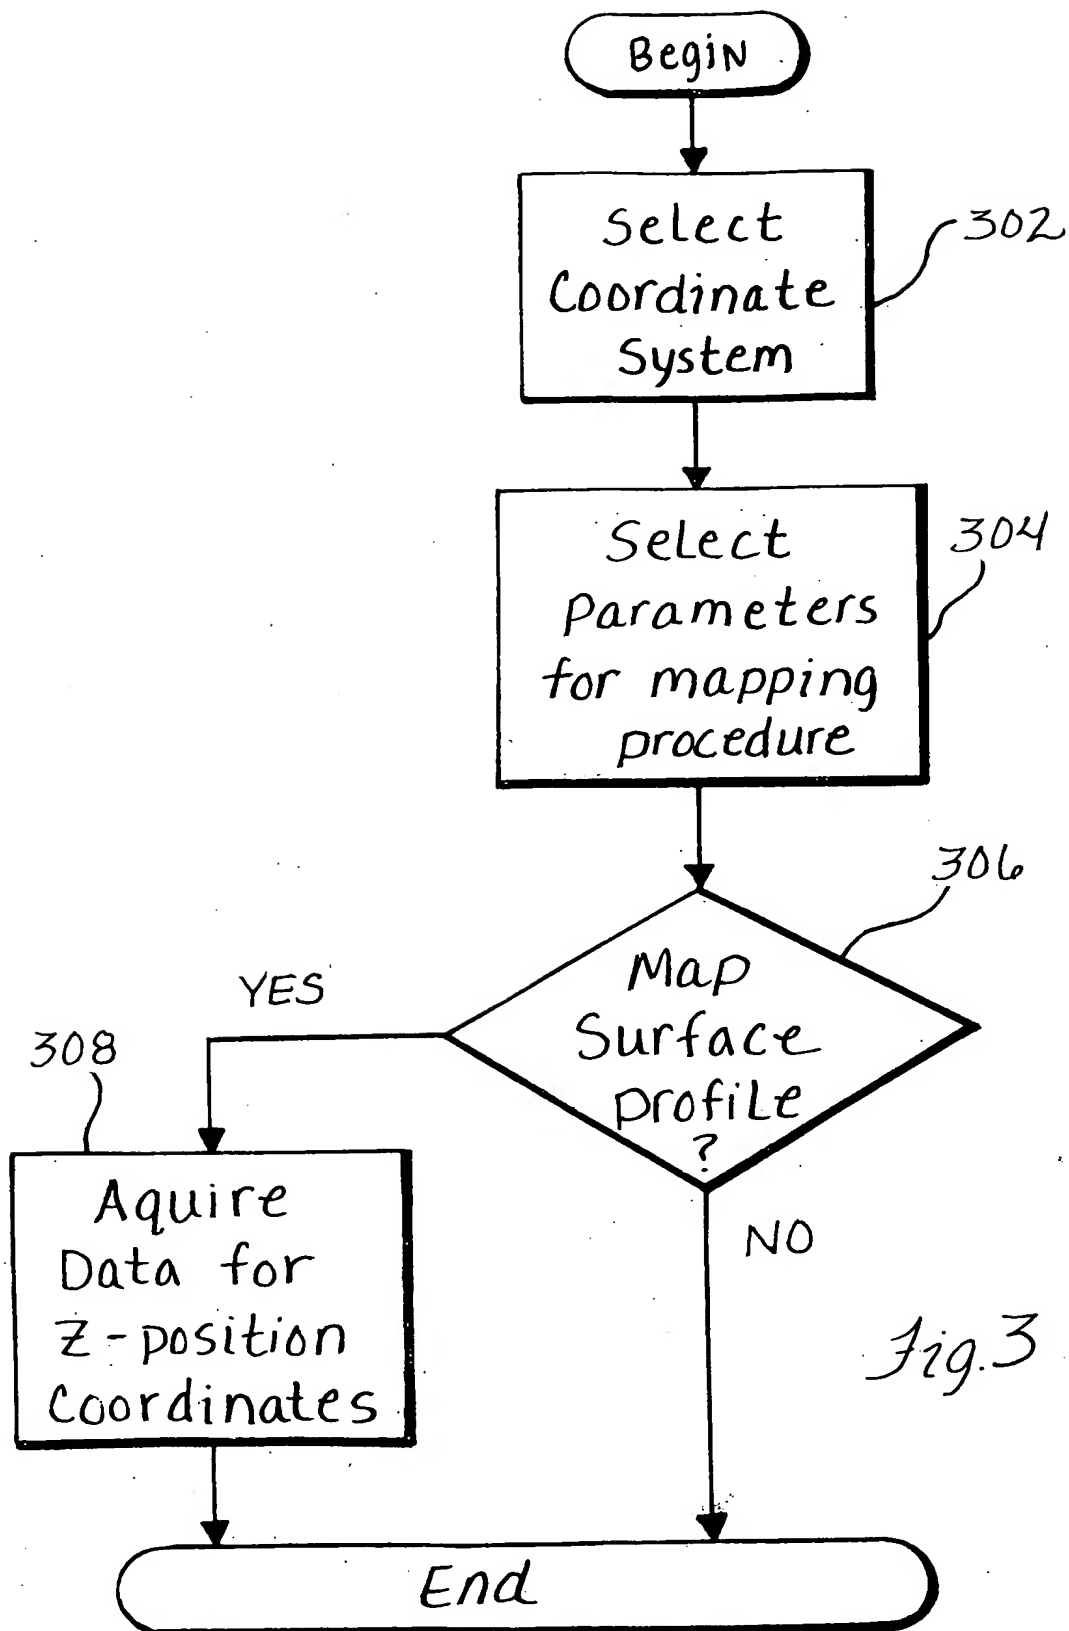 Begin
Select
Coordinate
System
302
Select
Parameters
for mapping
procedure
304
Map
Surface
profile
?
306
YES
308
Aquire
Data for
Z-position
Coordinates
NO
Fig.3
End